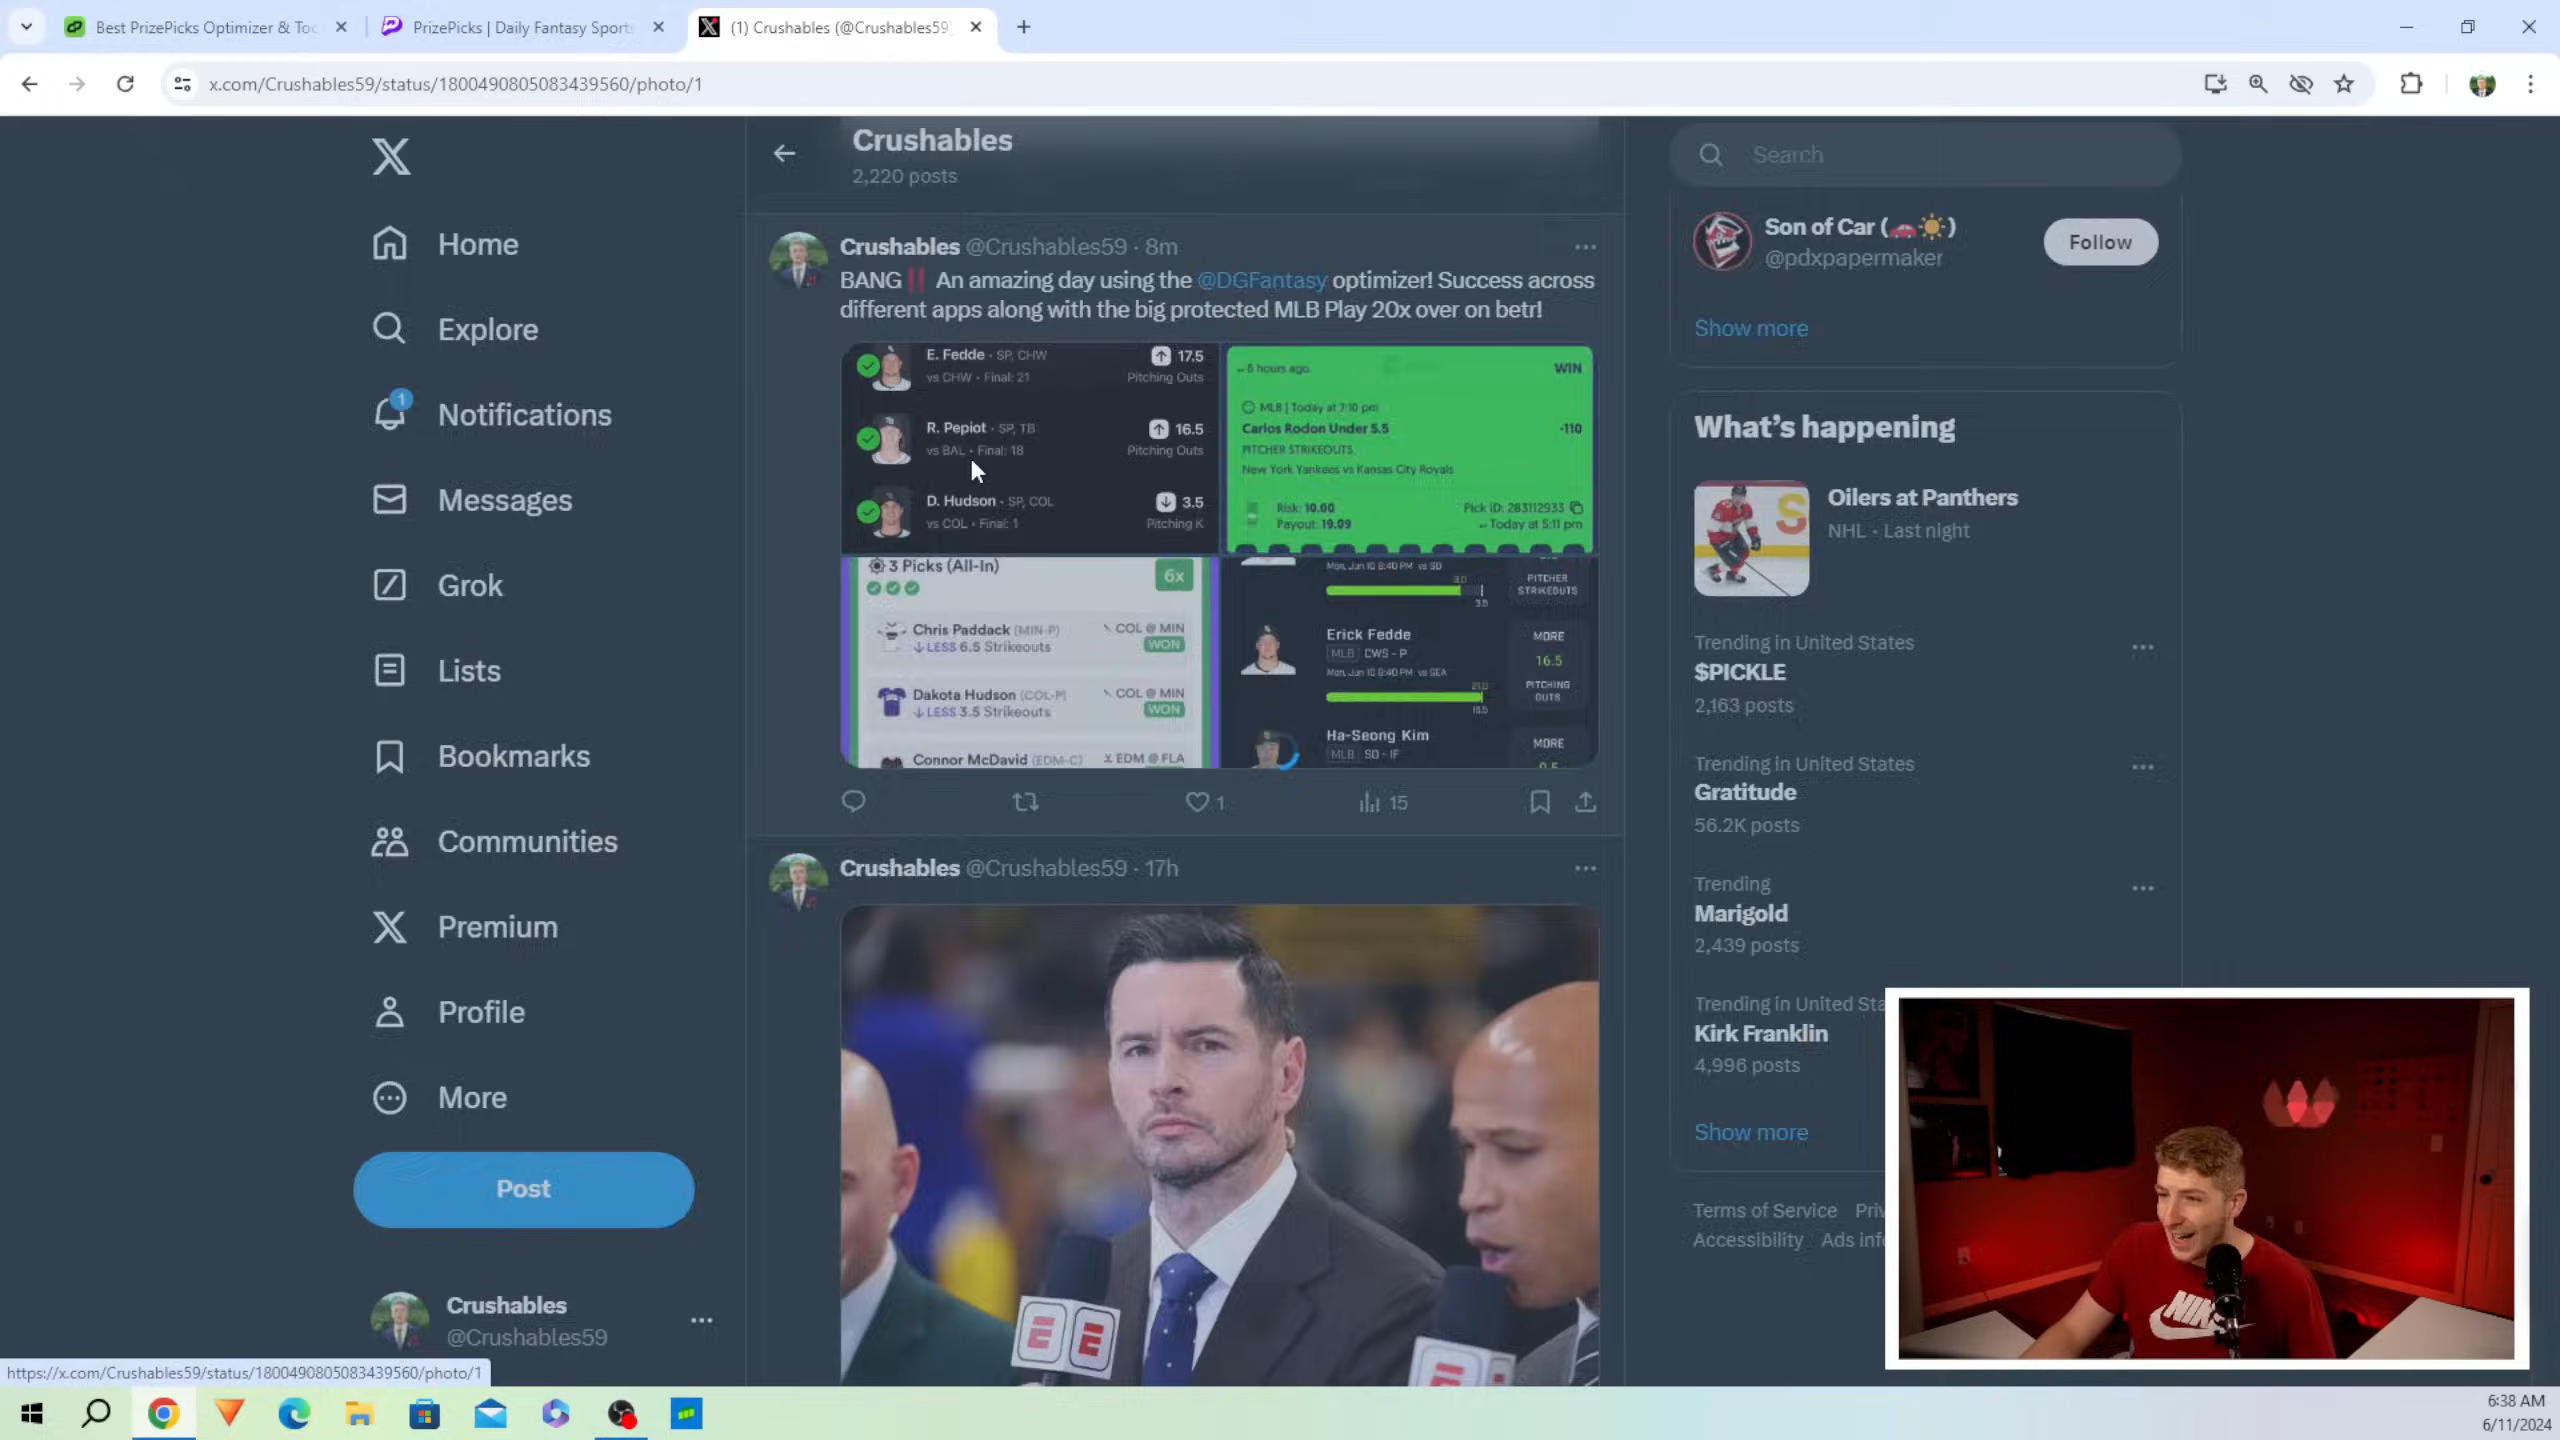 Best PrizePicks Optimizer & Too
PrizePicks | Daily Fantasy Sports
(1) Crushables (@Crushables59)
x.com/Crushables59/status/1800490805083439560/photo/1
Home
Explore
1
Notifications
Messages
Grok
Lists
Bookmarks
Communities
Premium
Profile
More
Post
Crushables
@Crushables59
Crushables
2,220 posts
Crushables @Crushables59 · 8m
BANG‼ An amazing day using the @DGFantasy optimizer! Success across
different apps along with the big protected MLB Play 20x over on betr!
E. Fedde · SP, CHW
17.5
vs CHW · Final: 21
Pitching Outs
R. Pepiot · SP, TB
16.5
vs BAL · Final: 18
Pitching Outs
D. Hudson · SP, COL
3.5
vs COL · Final: 1
Pitching K
6 hours ago
WIN
MLB | Today at 7:10 pm
Carlos Rodon Under 5.5
-110
PITCHER STRIKEOUTS
New York Yankees vs Kansas City Royals
Risk: 10.00
Pick ID: 283112933
Payout: 19.09
Today at 5:11 pm
3 Picks (All-In)
6x
Chris Paddack (MIN-P)
COL @ MIN
LESS 6.5 Strikeouts
WON
Dakota Hudson (COL-P)
COL @ MIN
LESS 3.5 Strikeouts
WON
Connor McDavid (EDM-C)
EDM @ FLA
Mon, Jun 10 8:40 PM vs SD
3.0
3.5
PITCHER
STRIKEOUTS
Erick Fedde
MLB CWS - P
MORE
16.5
PITCHING
OUTS
Ha-Seong Kim
MLB SD - IF
MORE
0.5
1
15
Crushables @Crushables59 · 17h
E
E
Search
Son of Car (🚗☀️)
@pdxpapermaker
Follow
Show more
What's happening
Oilers at Panthers
NHL · Last night
S
Trending in United States
$PICKLE
2,163 posts
Trending in United States
Gratitude
56.2K posts
Trending
Marigold
2,439 posts
Trending in United Sta
Kirk Franklin
4,996 posts
Show more
Terms of Service Priv
Accessibility Ads info
NIKE
https://x.com/Crushables59/status/1800490805083439560/photo/1
6:38 AM
6/11/2024